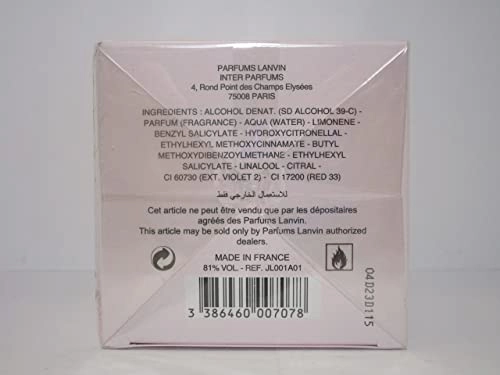 PARFUMS LANVIN
INTER PARFUMS
4, Rond Point des Champs Elysées
75008 PARIS
INGREDIENTS : ALCOHOL DENAT. (SD ALCOHOL 39-C) -
PARFUM (FRAGRANCE) - AQUA (WATER) - LIMONENE -
BENZYL SALICYLATE - HYDROXYCITRONELLAL -
ETHYLHEXYL METHOXYCINNAMATE - BUTYL
METHOXYDIBENZOYLMETHANE - ETHYLHEXYL
SALICYLATE - LINALOOL - CITRAL -
CI 60730 (EXT. VIOLET 2) - CI 17200 (RED 33)
للاستعمال الخارجي فقط
Cet article ne peut être vendu que par les dépositaires
agréés des Parfums Lanvin.
This article may be sold only by Parfums Lanvin authorized
dealers.
MADE IN FRANCE
81% VOL. - REF. JL001A01
3 386460 007078
04D23D115